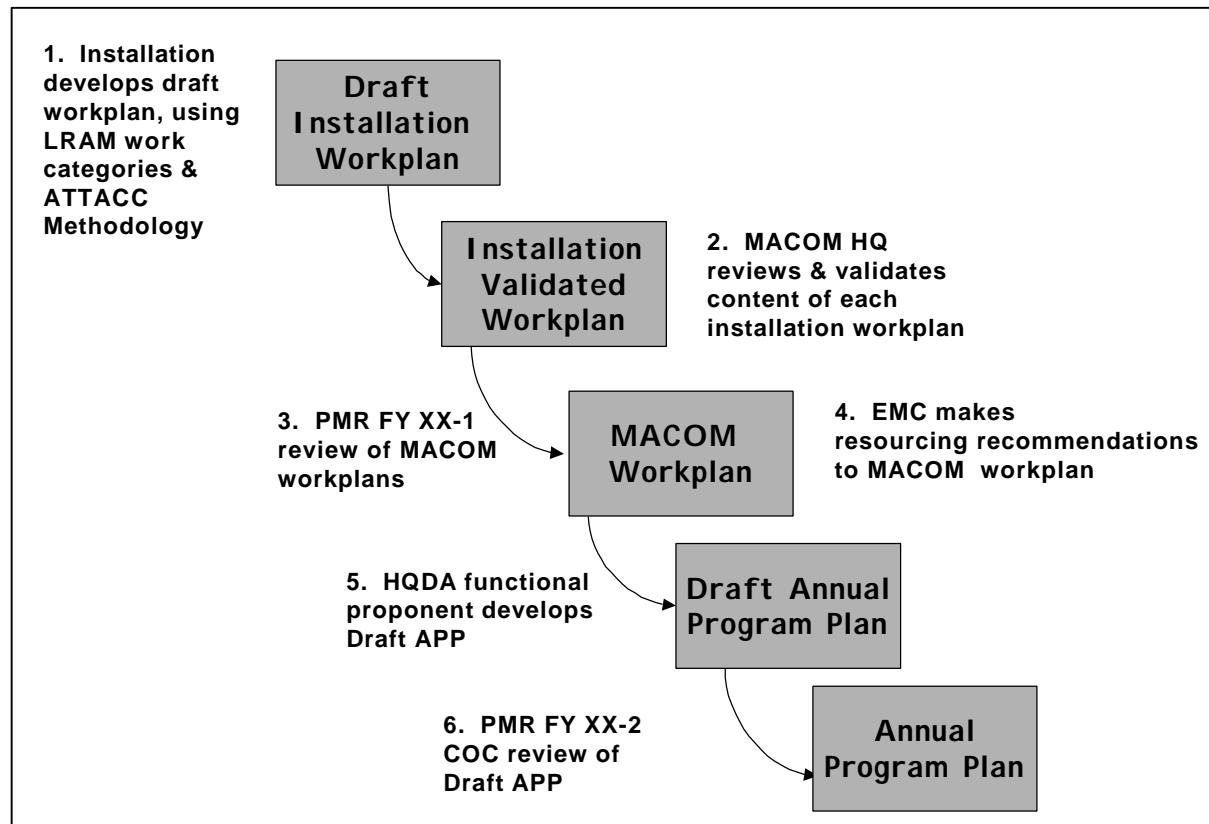 1. Installation
develops draft
workplan, using
LRAM work
categories &
ATTACC
Methodology
Draft
Installation
Workplan
Installation
Validated
Workplan
2. MACOM HQ
reviews & validates
content of each
installation workplan
3. PMR FY XX-1
review of MACOM
workplans
MACOM
Workplan
4. EMC makes
resourcing recommendations
to MACOM workplan
5. HQDA functional
proponent develops
Draft APP
Draft Annual
Program Plan
6. PMR FY XX-2
COC review of
Draft APP
Annual
Program Plan